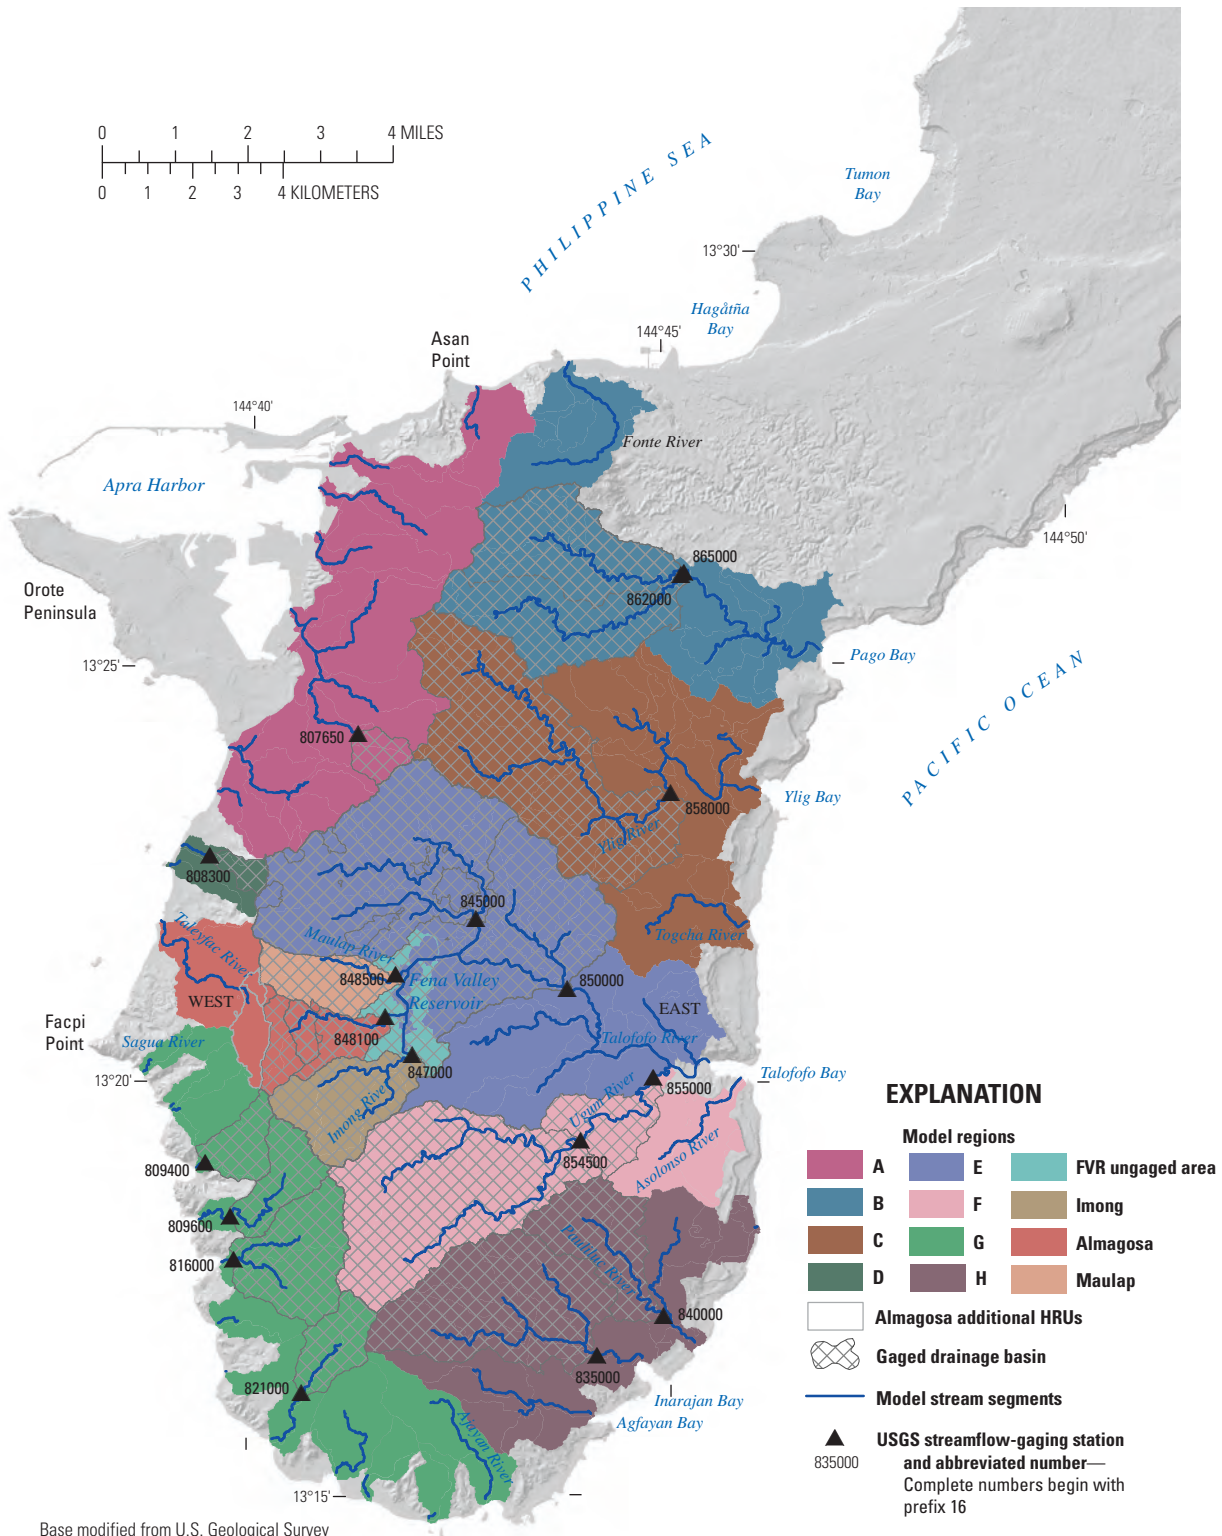 0 1 2 3 4 MILES
0 1 2 3 4 KILOMETERS
PHILIPPINE SEA
Tumon
Bay
13°30'
Hagåtña
Bay
144°45'
Asan
Point
144°40'
Fonte River
Apra Harbor
144°50'
865000
Orote
Peninsula
862000
13°25'
Pago Bay
PACIFIC OCEAN
807650
Ylig Bay
858000
Ylig River
808300
845000
Taleyfac River
Togcha River
Maulap River
848500
Fena Valley
Reservoir
850000
WEST
EAST
Facpi
Point
Sagua River
848100
Talofofo River
847000
13°20'
Talofofo Bay
855000
Imong River
Ugum River
854500
Asolonso River
809400
809600
816000
Pauliluc River
840000
835000
821000
Inarajan Bay
Agfayan Bay
Ajayan River
13°15'
EXPLANATION
Model regions
A E FVR ungaged area
B F Imong
C G Almagosa
D H Maulap
Almagosa additional HRUs
Gaged drainage basin
Model stream segments
USGS streamflow-gaging station
835000 and abbreviated number—
Complete numbers begin with
prefix 16
Base modified from U.S. Geological Survey